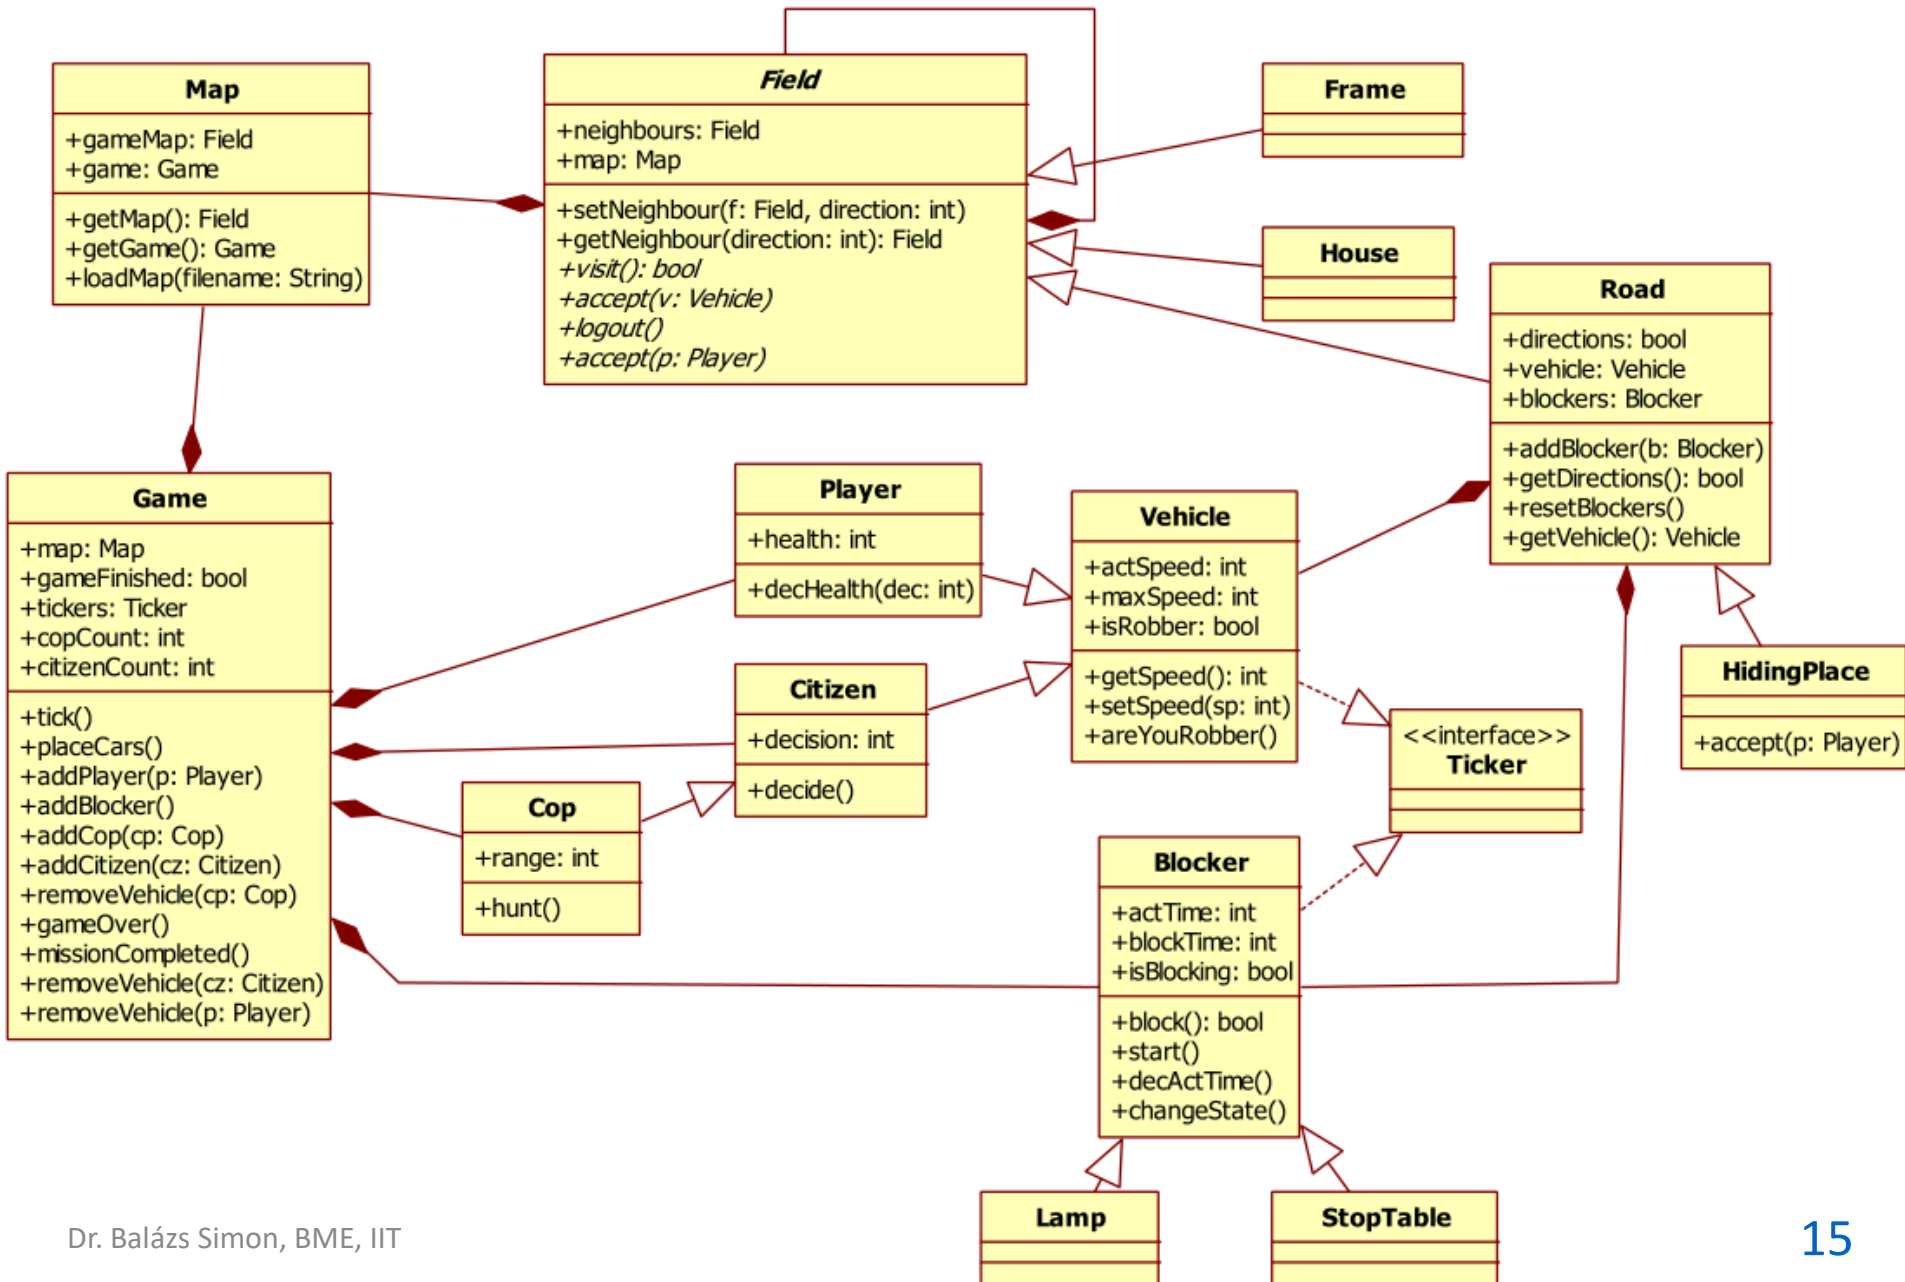 Map
+gameMap: Field
+game: Game
+getMap(): Field
+getGame(): Game
+loadMap(filename: String)
Field
+neighbours: Field
+map: Map
+setNeighbour(f: Field, direction: int)
+getNeighbour(direction: int): Field
+visit(): bool
+accept(v: Vehicle)
+logout()
+accept(p: Player)
Frame
House
Road
+directions: bool
+vehicle: Vehicle
+blockers: Blocker
+addBlocker(b: Blocker)
+getDirections(): bool
+resetBlockers()
+getVehicle(): Vehicle
Game
+map: Map
+gameFinished: bool
+tickers: Ticker
+copCount: int
+citizenCount: int
+tick()
+placeCars()
+addPlayer(p: Player)
+addBlocker()
+addCop(cp: Cop)
+addCitizen(cz: Citizen)
+removeVehicle(cp: Cop)
+gameOver()
+missionCompleted()
+removeVehicle(cz: Citizen)
+removeVehicle(p: Player)
Player
+health: int
+decHealth(dec: int)
Vehicle
+actSpeed: int
+maxSpeed: int
+isRobber: bool
+getSpeed(): int
+setSpeed(sp: int)
+areYouRobber()
Citizen
+decision: int
+decide()
Cop
+range: int
+hunt()
<<interface>>
Ticker
HidingPlace
+accept(p: Player)
Blocker
+actTime: int
+blockTime: int
+isBlocking: bool
+block(): bool
+start()
+decActTime()
+changeState()
Lamp
StopTable
Dr. Balázs Simon, BME, IIT
15